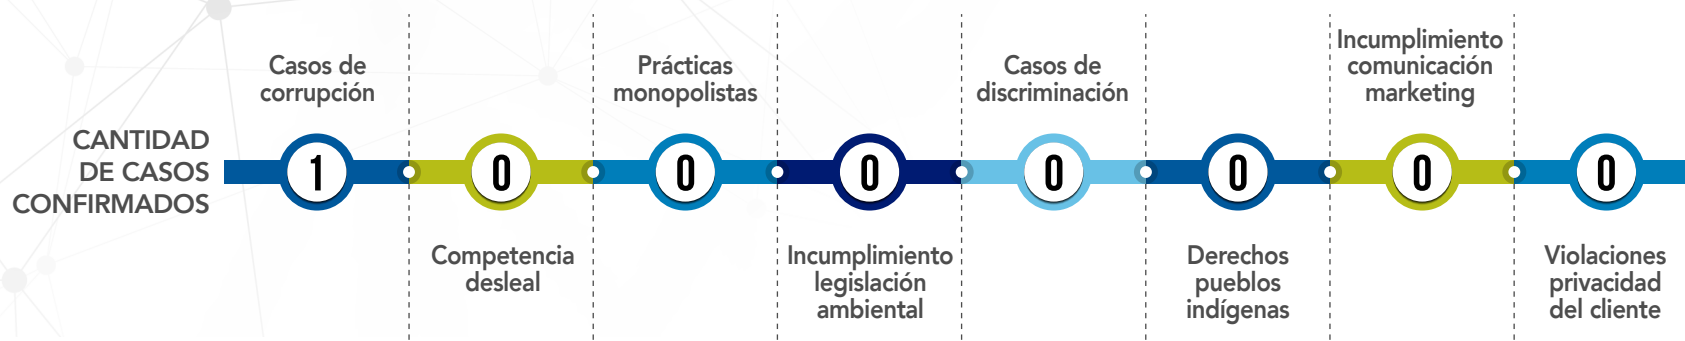 CANTIDAD
DE CASOS
CONFIRMADOS
Casos de
corrupción
1
Competencia
desleal
0
Prácticas
monopolistas
0
Incumplimiento
legislación
ambiental
0
Casos de
discriminación
0
Derechos
pueblos
indígenas
0
Incumplimiento
comunicación
marketing
0
Violaciones
privacidad
del cliente
0